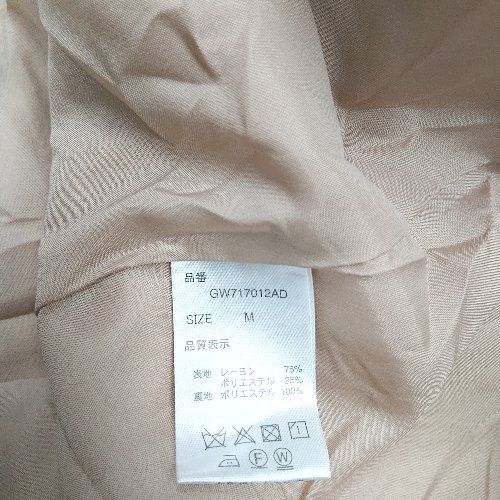 品番
GW717012AD
SIZE M
品質表示
表地 レーヨン 75%
ポリエステル 25%
裏地 ポリエステル 100%
F W